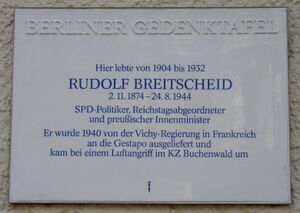 BERLINER GEDENKTAFEL
Hier lebte von 1904 bis 1932
RUDOLF BREITSCHEID
2. 11. 1874 – 24. 8. 1944
SPD-Politiker, Reichstagsabgeordneter
und preußischer Innenminister
Er wurde 1940 von der Vichy-Regierung in Frankreich
an die Gestapo ausgeliefert und
kam bei einem Luftangriff im KZ Buchenwald um